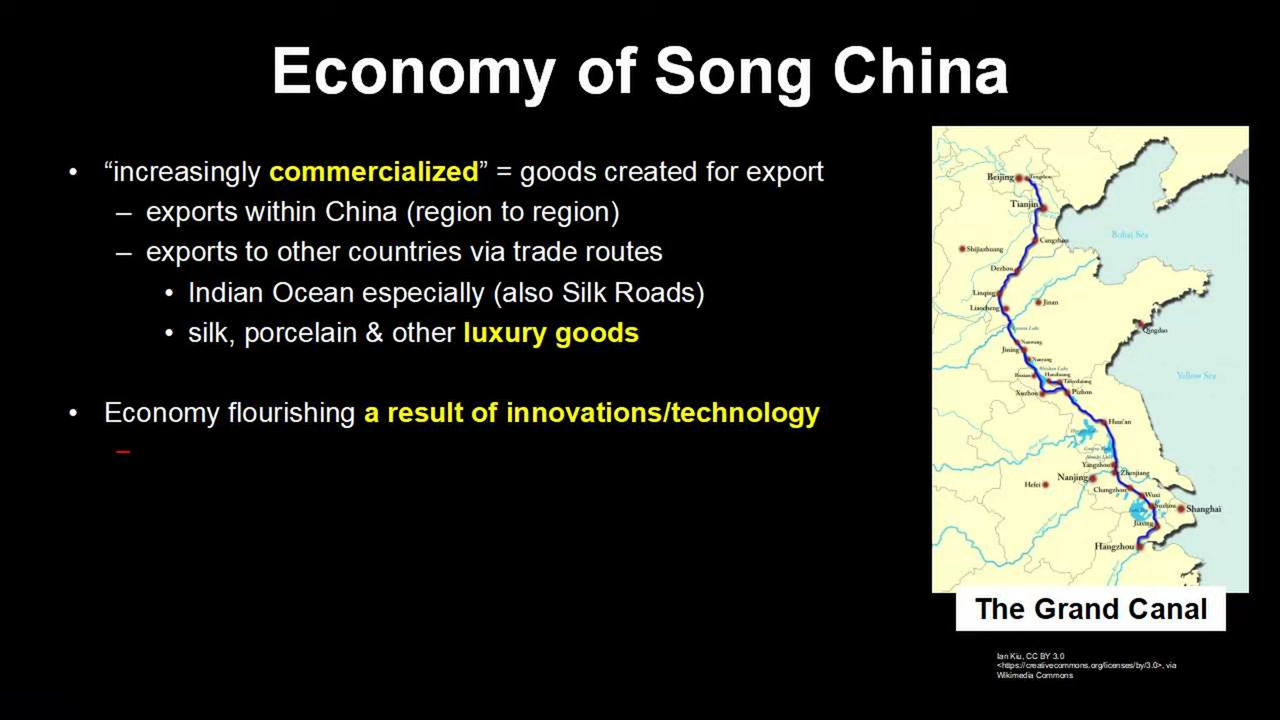 Economy of Song China
• “increasingly commercialized” = goods created for export
– exports within China (region to region)
– exports to other countries via trade routes
• Indian Ocean especially (also Silk Roads)
• silk, porcelain & other luxury goods
• Economy flourishing a result of innovations/technology
–
Beijing
Tianjin
Bohai Sea
Cangzhou
Shijiazhuang
Dezhou
Linqing
Jinan
Liaocheng
Qingdao
Nanwang
Jining
Nanyang
Yellow Sea
Taierzhuang
Xuzhou
Pizhou
Huai'an
Yangzhou
Zhenjiang
Nanjing
Hefei
Changzhou
Wuxi
Suzhou
Shanghai
Jiaxing
Hangzhou
The Grand Canal
Ian Kiu, CC BY 3.0
<https://creativecommons.org/licenses/by/3.0>, via
Wikimedia Commons